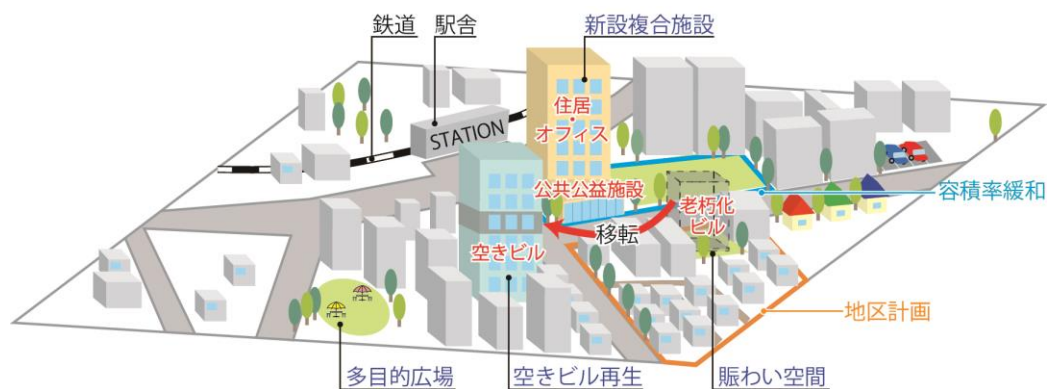 鉄道
駅舎
新設複合施設
STATION
住居
・
オフィス
公共公益施設
老朽化
ビル
容積率緩和
移転
空きビル
地区計画
多目的広場
空きビル再生
賑わい空間